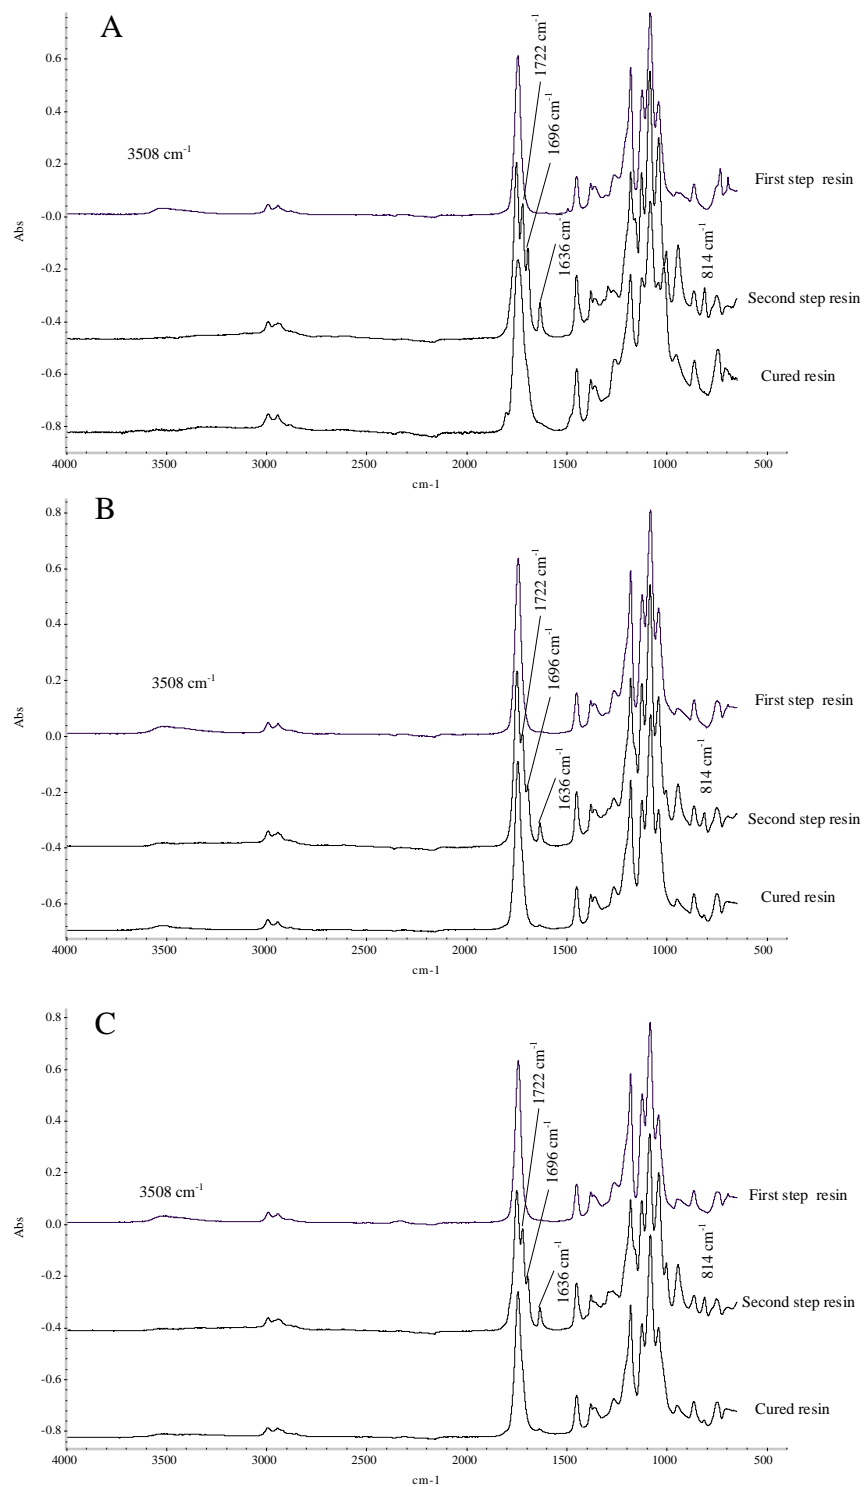 A
0.6
0.4
0.2
-0.0
-0.2
-0.4
-0.6
-0.8
Abs
3508 cm-1
1722 cm-1
1696 cm-1
1636 cm-1
814 cm-1
First step resin
Second step resin
Cured resin
4000 3500 3000 2500 2000 1500 1000 500
cm-1
B
0.8
0.6
0.4
0.2
0.0
-0.2
-0.4
-0.6
Abs
3508 cm-1
1722 cm-1
1696 cm-1
1636 cm-1
814 cm-1
First step resin
Second step resin
Cured resin
4000 3500 3000 2500 2000 1500 1000 500
cm-1
C
0.8
0.6
0.4
0.2
0.0
-0.2
-0.4
-0.6
-0.8
Abs
3508 cm-1
1722 cm-1
1696 cm-1
1636 cm-1
814 cm-1
First step resin
Second step resin
Cured resin
4000 3500 3000 2500 2000 1500 1000 500
cm-1